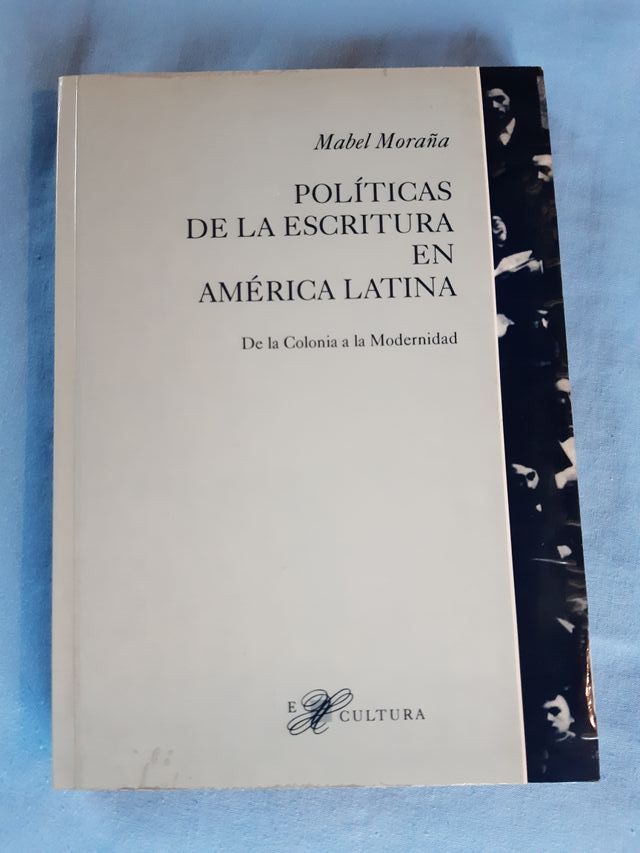 Mabel Moraña
POLÍTICAS
DE LA ESCRITURA
EN
AMÉRICA LATINA
De la Colonia a la Modernidad
E X CULTURA